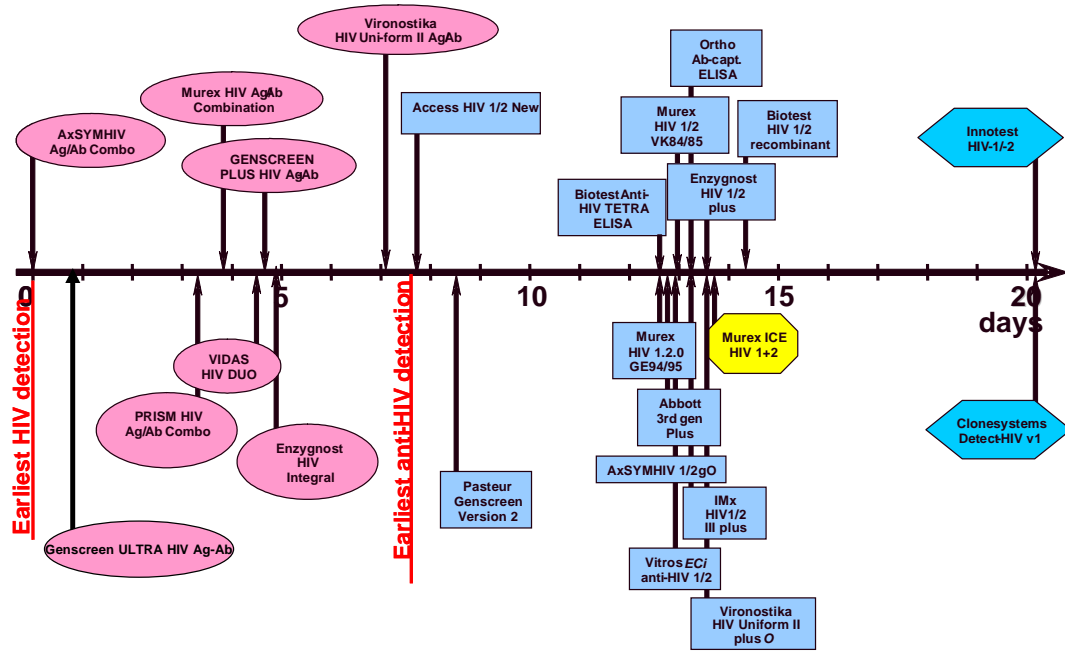 Vironostika
HIV Uni-form II AgAb
Ortho
Ab-capt.
ELISA
Murex HIV AgAb
Combination
Access HIV 1/2 New
Murex
HIV 1/2
VK84/85
Biotest
HIV 1/2
recombinant
AxSYMHIV
Ag/Ab Combo
Innotest
HIV-1/-2
GENSCREEN
PLUS HIV AgAb
BiotestAnti-
HIV TETRA
ELISA
Enzygnost
HIV 1/2
plus
0
5
10
15
20
days
Earliest HIV detection
Earliest anti-HIV detection
VIDAS
HIV DUO
Murex
HIV 1.2.0
GE94/95
Murex ICE
HIV 1+2
PRISM HIV
Ag/Ab Combo
Abbott
3rd gen
Plus
Clonesystems
Detect-HIV v1
Enzygnost
HIV
Integral
AxSYMHIV 1/2gO
Pasteur
Genscreen
Version 2
IMx
HIV1/2
III plus
Genscreen ULTRA HIV Ag-Ab
Vitros ECi
anti-HIV 1/2
Vironostika
HIV Uniform II
plus O